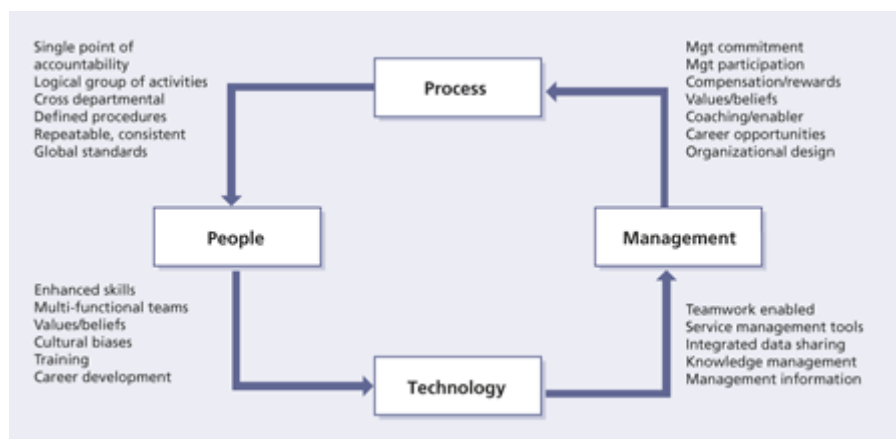 Single point of
accountability
Logical group of activities
Cross departmental
Defined procedures
Repeatable, consistent
Global standards
Process
Mgt commitment
Mgt participation
Compensation/rewards
Values/beliefs
Coaching/enabler
Career opportunities
Organizational design
People
Management
Enhanced skills
Multi-functional teams
Values/beliefs
Cultural biases
Training
Career development
Technology
Teamwork enabled
Service management tools
Integrated data sharing
Knowledge management
Management information